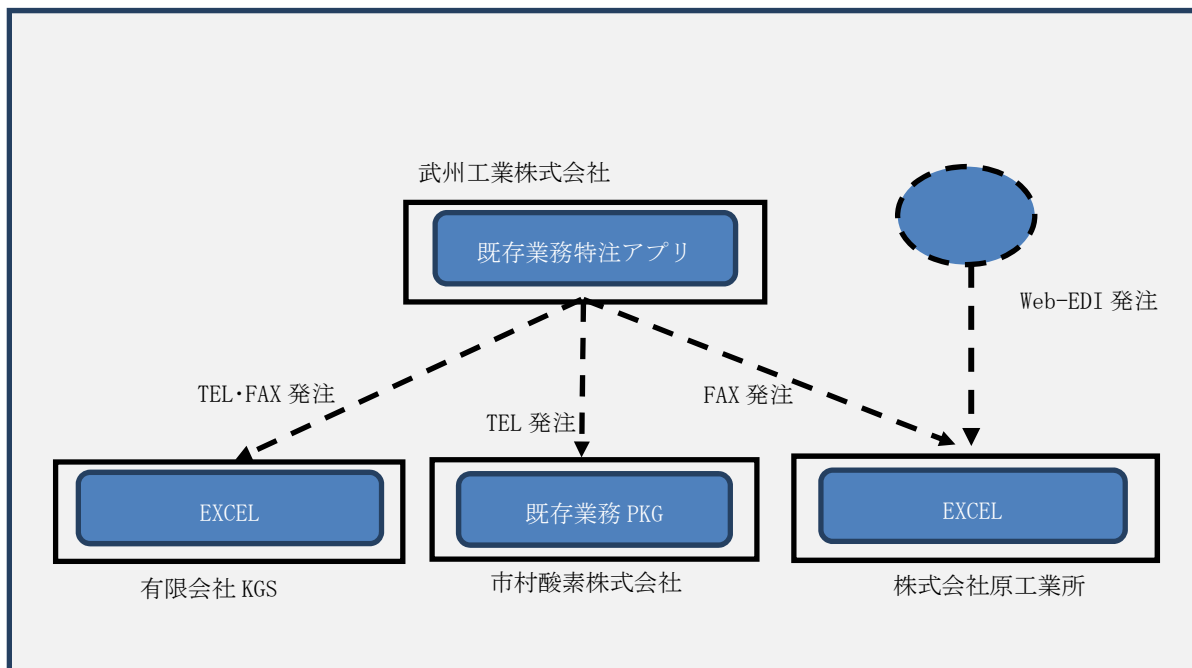 武州工業株式会社
既存業務特注アプリ
Web-EDI 発注
TEL･FAX 発注
FAX 発注
TEL 発注
EXCEL
既存業務 PKG
EXCEL
有限会社 KGS
市村酸素株式会社
株式会社原工業所